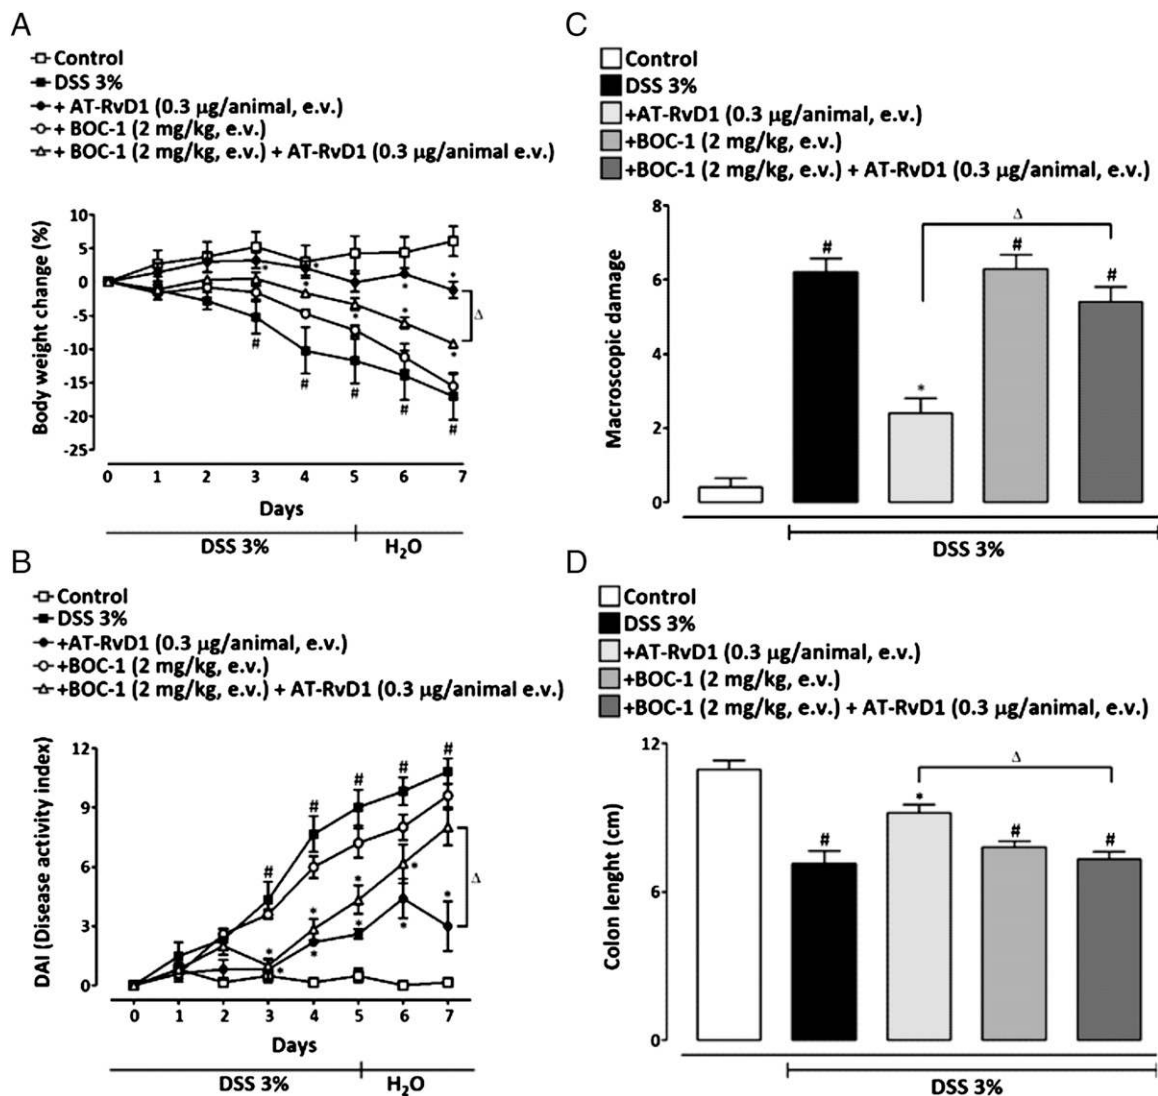 A
Control
DSS 3%
+ AT-RvD1 (0.3 µg/animal, e.v.)
+ BOC-1 (2 mg/kg, e.v.)
+ BOC-1 (2 mg/kg, e.v.) + AT-RvD1 (0.3 µg/animal e.v.)
Body weight change (%)
10
5
0
-5
-10
-15
-20
-25
* * * * * * * * *
Δ
# # # # #
0 1 2 3 4 5 6 7
Days
DSS 3% H₂O
B
Control
DSS 3%
+AT-RvD1 (0.3 µg/animal, e.v.)
+BOC-1 (2 mg/kg, e.v.)
+BOC-1 (2 mg/kg, e.v.) + AT-RvD1 (0.3 µg/animal e.v.)
DAI (Disease activity index)
12
9
6
3
0
# # # # #
* * * * * * * * *
Δ
0 1 2 3 4 5 6 7
Days
DSS 3% H₂O
C
Control
DSS 3%
+AT-RvD1 (0.3 µg/animal, e.v.)
+BOC-1 (2 mg/kg, e.v.)
+BOC-1 (2 mg/kg, e.v.) + AT-RvD1 (0.3 µg/animal, e.v.)
Macroscopic damage
8
6
4
2
0
Δ
# * # #
DSS 3%
D
Control
DSS 3%
+AT-RvD1 (0.3 µg/animal, e.v.)
+BOC-1 (2 mg/kg, e.v.)
+BOC-1 (2 mg/kg, e.v.) + AT-RvD1 (0.3 µg/animal, e.v.)
Colon lenght (cm)
12
6
0
Δ
# * # #
DSS 3%